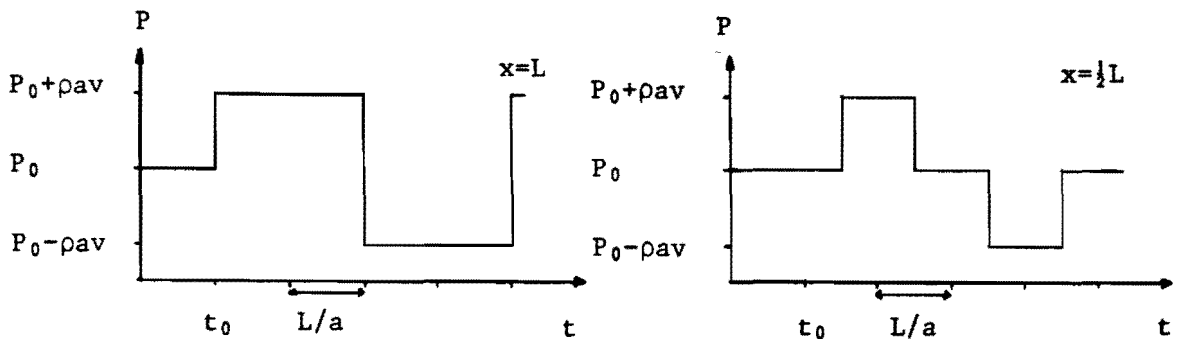 P
x=L
P₀+ρav
P₀
P₀−ρav
t₀
L/a
t
P
x=½L
P₀+ρav
P₀
P₀−ρav
t₀
L/a
t